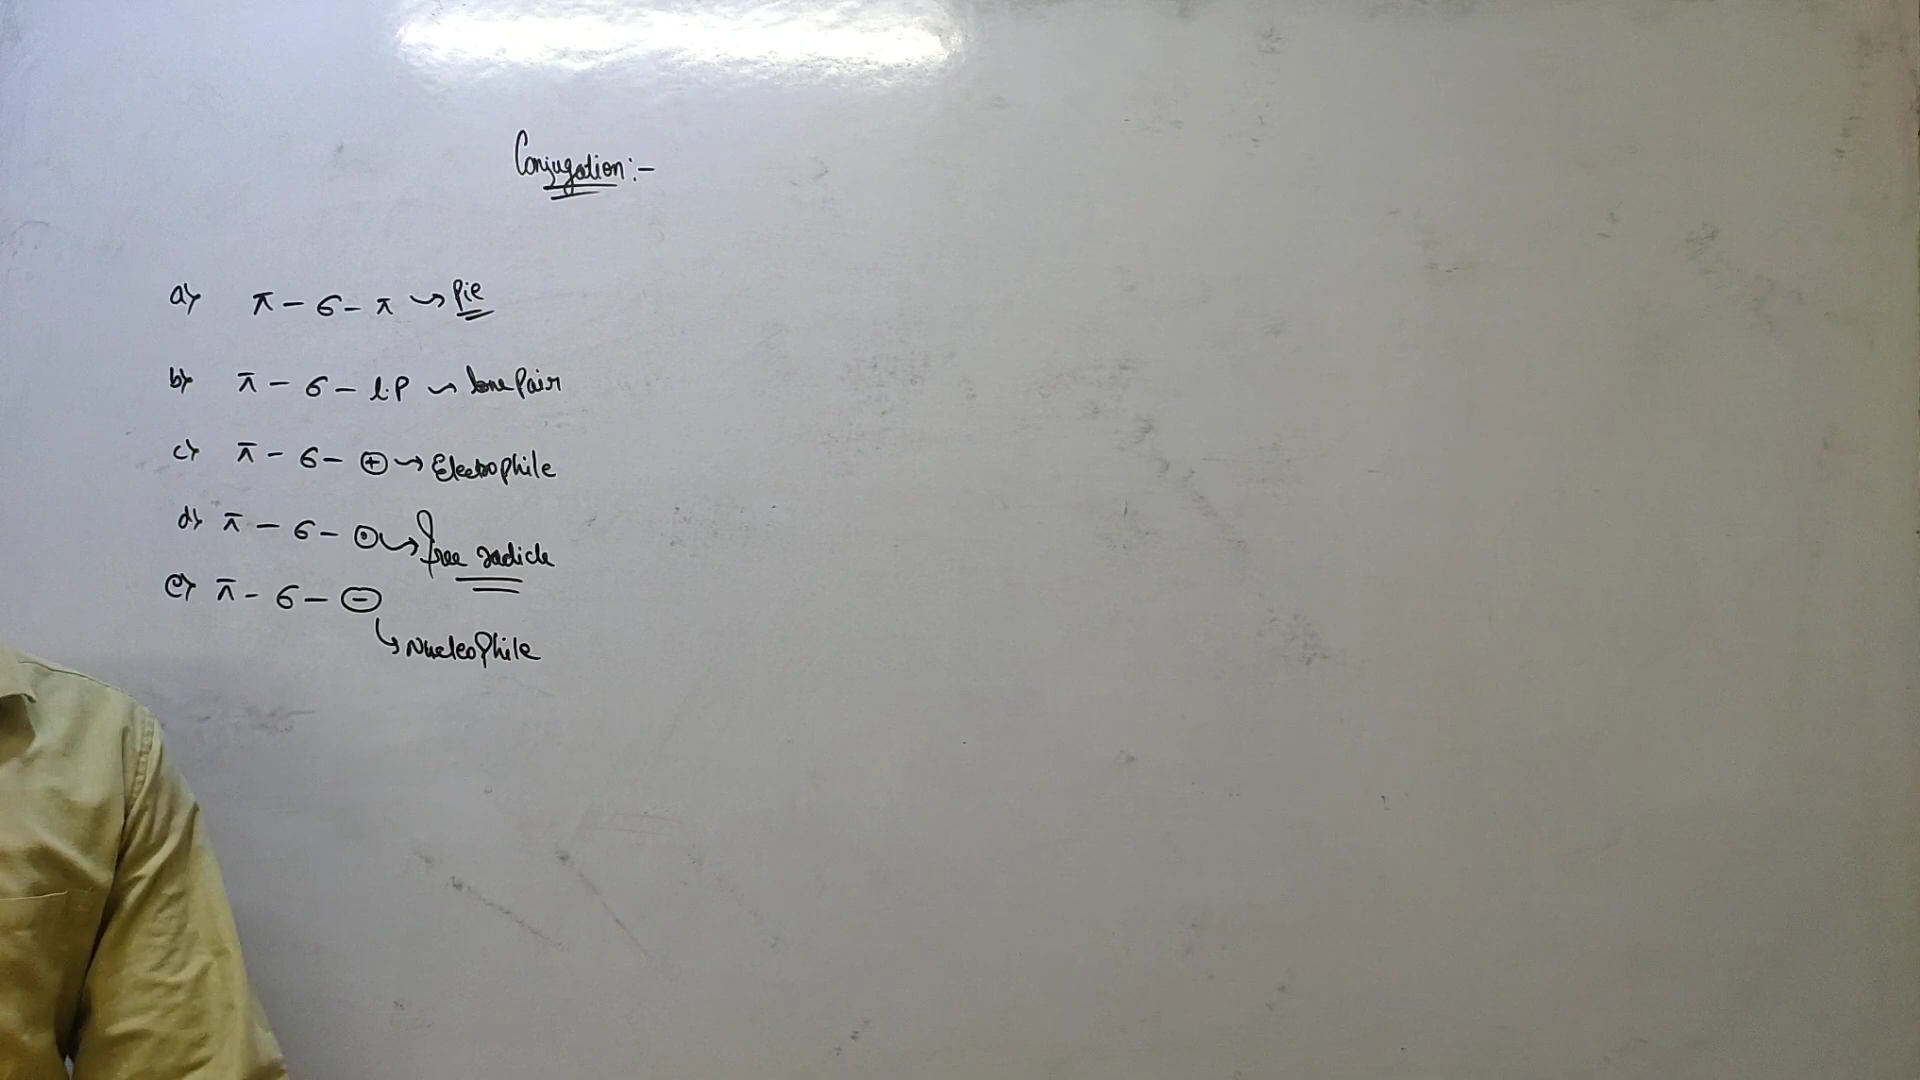 Conjugation:-
a) π - σ - π → Pie
b) π - σ - l.P → lone Pair
c) π - σ - ⊕ → Electrophile
d) π - σ - ⊙ → free radicle
e) π - σ - ⊖
↳ Nucleophile